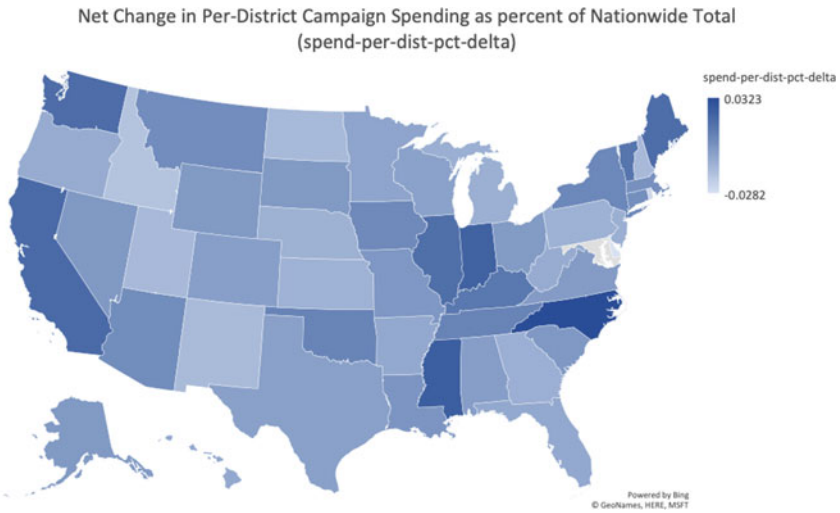 Net Change in Per-District Campaign Spending as percent of Nationwide Total
(spend-per-dist-pct-delta)
spend-per-dist-pct-delta
0.0323
-0.0282
Powered by Bing
© GeoNames, HERE, MSFT